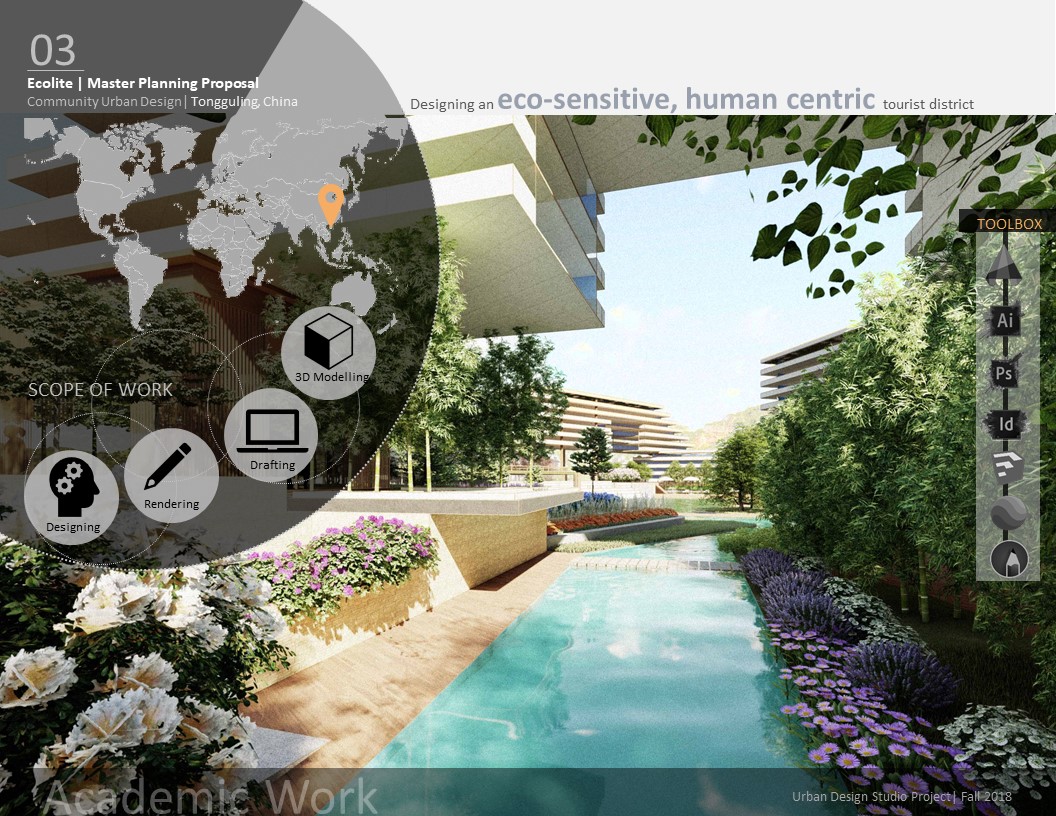 03
Ecolite | Master Planning Proposal
Community Urban Design| Tongguling, China
Designing an eco-sensitive, human centric tourist district
TOOLBOX
Ai
Ps
Id
3D Modelling
SCOPE OF WORK
Drafting
Rendering
Designing
Academic Work
Urban Design Studio Project| Fall-2018